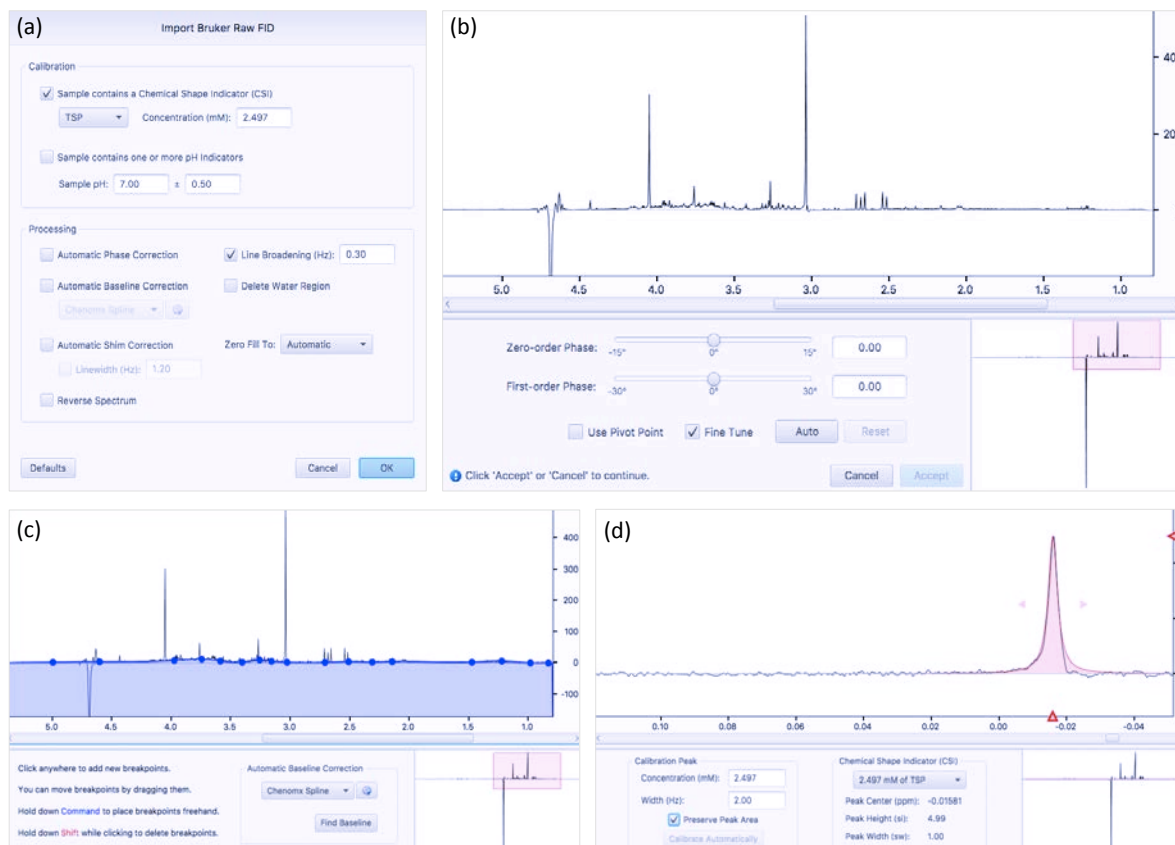 (a)
Import Bruker Raw FID
Calibration
Sample contains a Chemical Shape Indicator (CSI)
TSP Concentration (mM): 2.497
Sample contains one or more pH Indicators
Sample pH: 7.00 ± 0.50
Processing
Automatic Phase Correction Line Broadening (Hz): 0.30
Automatic Baseline Correction Delete Water Region
Chenomx Spline
Automatic Shim Correction Zero Fill To: Automatic
Linewidth (Hz): 1.20
Reverse Spectrum
Defaults Cancel OK
(b)
40
20
0
5.0 4.5 4.0 3.5 3.0 2.5 2.0 1.5 1.0
Zero-order Phase: -15° 0° 15° 0.00
First-order Phase: -30° 0° 30° 0.00
Use Pivot Point Fine Tune Auto Reset
Click 'Accept' or 'Cancel' to continue. Cancel Accept
(c)
400
300
200
100
0
-100
5.0 4.5 4.0 3.5 3.0 2.5 2.0 1.5 1.0
Click anywhere to add new breakpoints.
You can move breakpoints by dragging them.
Hold down Command to place breakpoints freehand.
Hold down Shift while clicking to delete breakpoints.
Automatic Baseline Correction
Chenomx Spline
Find Baseline
(d)
0.10 0.08 0.06 0.04 0.02 0.00 -0.02 -0.04
Calibration Peak
Concentration (mM): 2.497
Width (Hz): 2.00
Preserve Peak Area
Calibrate Automatically
Chemical Shape Indicator (CSI)
2.497 mM of TSP
Peak Center (ppm): -0.01581
Peak Height (si): 4.99
Peak Width (sw): 1.00